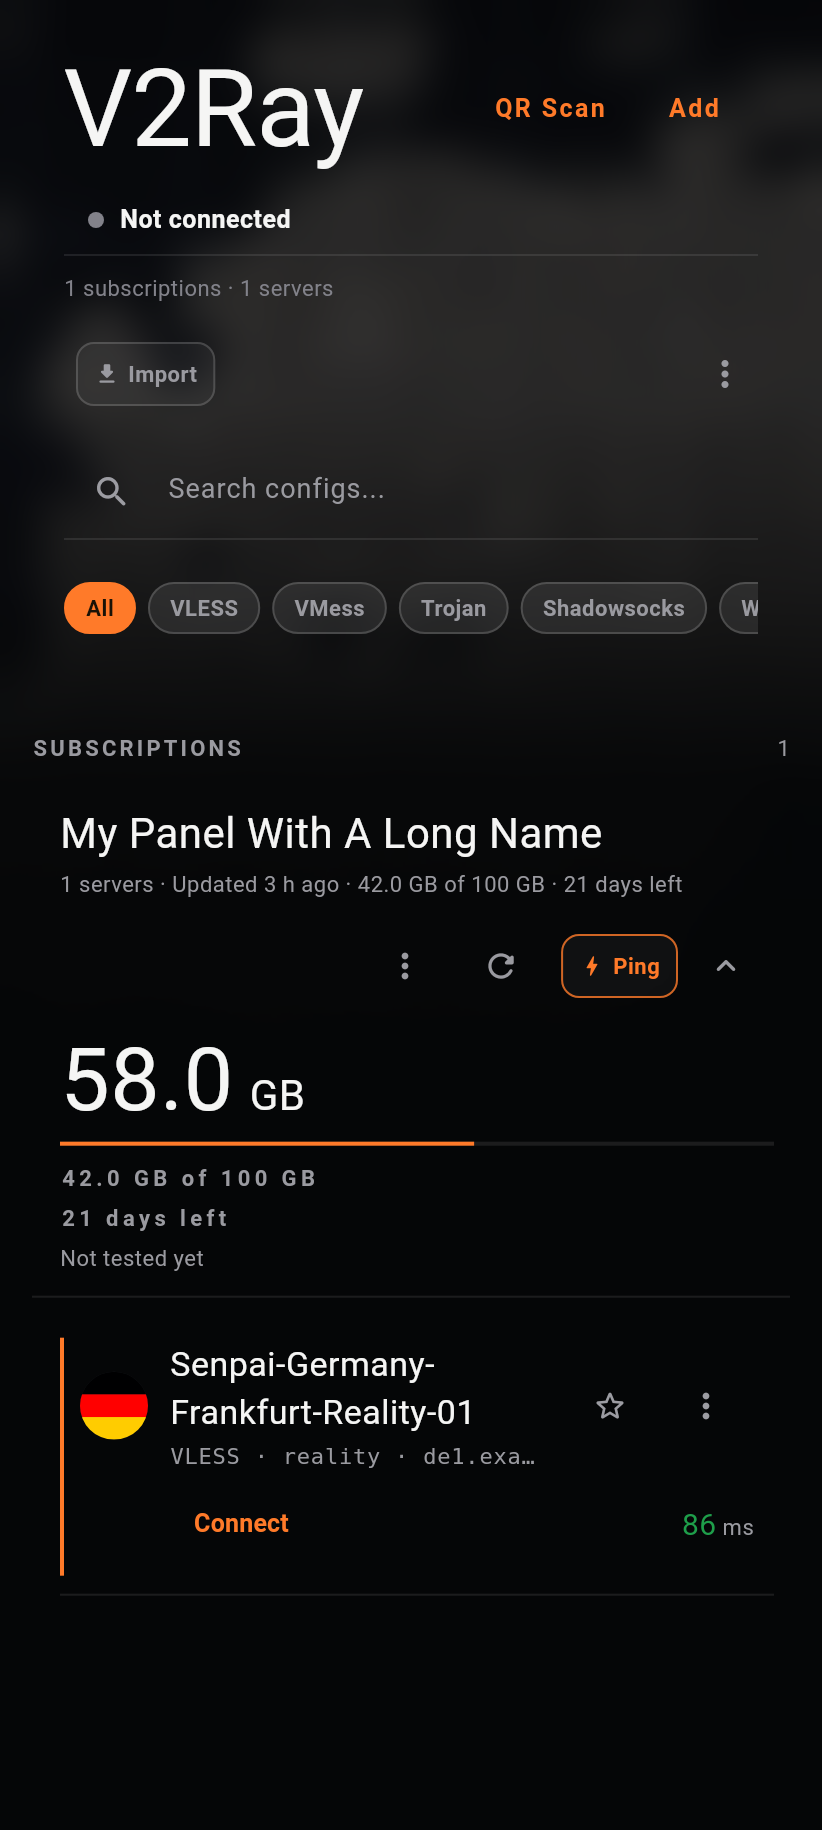 V2Ray
QR Scan
Add
Not connected
1 subscriptions · 1 servers
Import
Search configs...
All
VLESS
VMess
Trojan
Shadowsocks
W
SUBSCRIPTIONS
1
My Panel With A Long Name
1 servers · Updated 3 h ago · 42.0 GB of 100 GB · 21 days left
Ping
58.0 GB
42.0 GB of 100 GB
21 days left
Not tested yet
Senpai-Germany-
Frankfurt-Reality-01
VLESS · reality · de1.exa…
Connect
86 ms